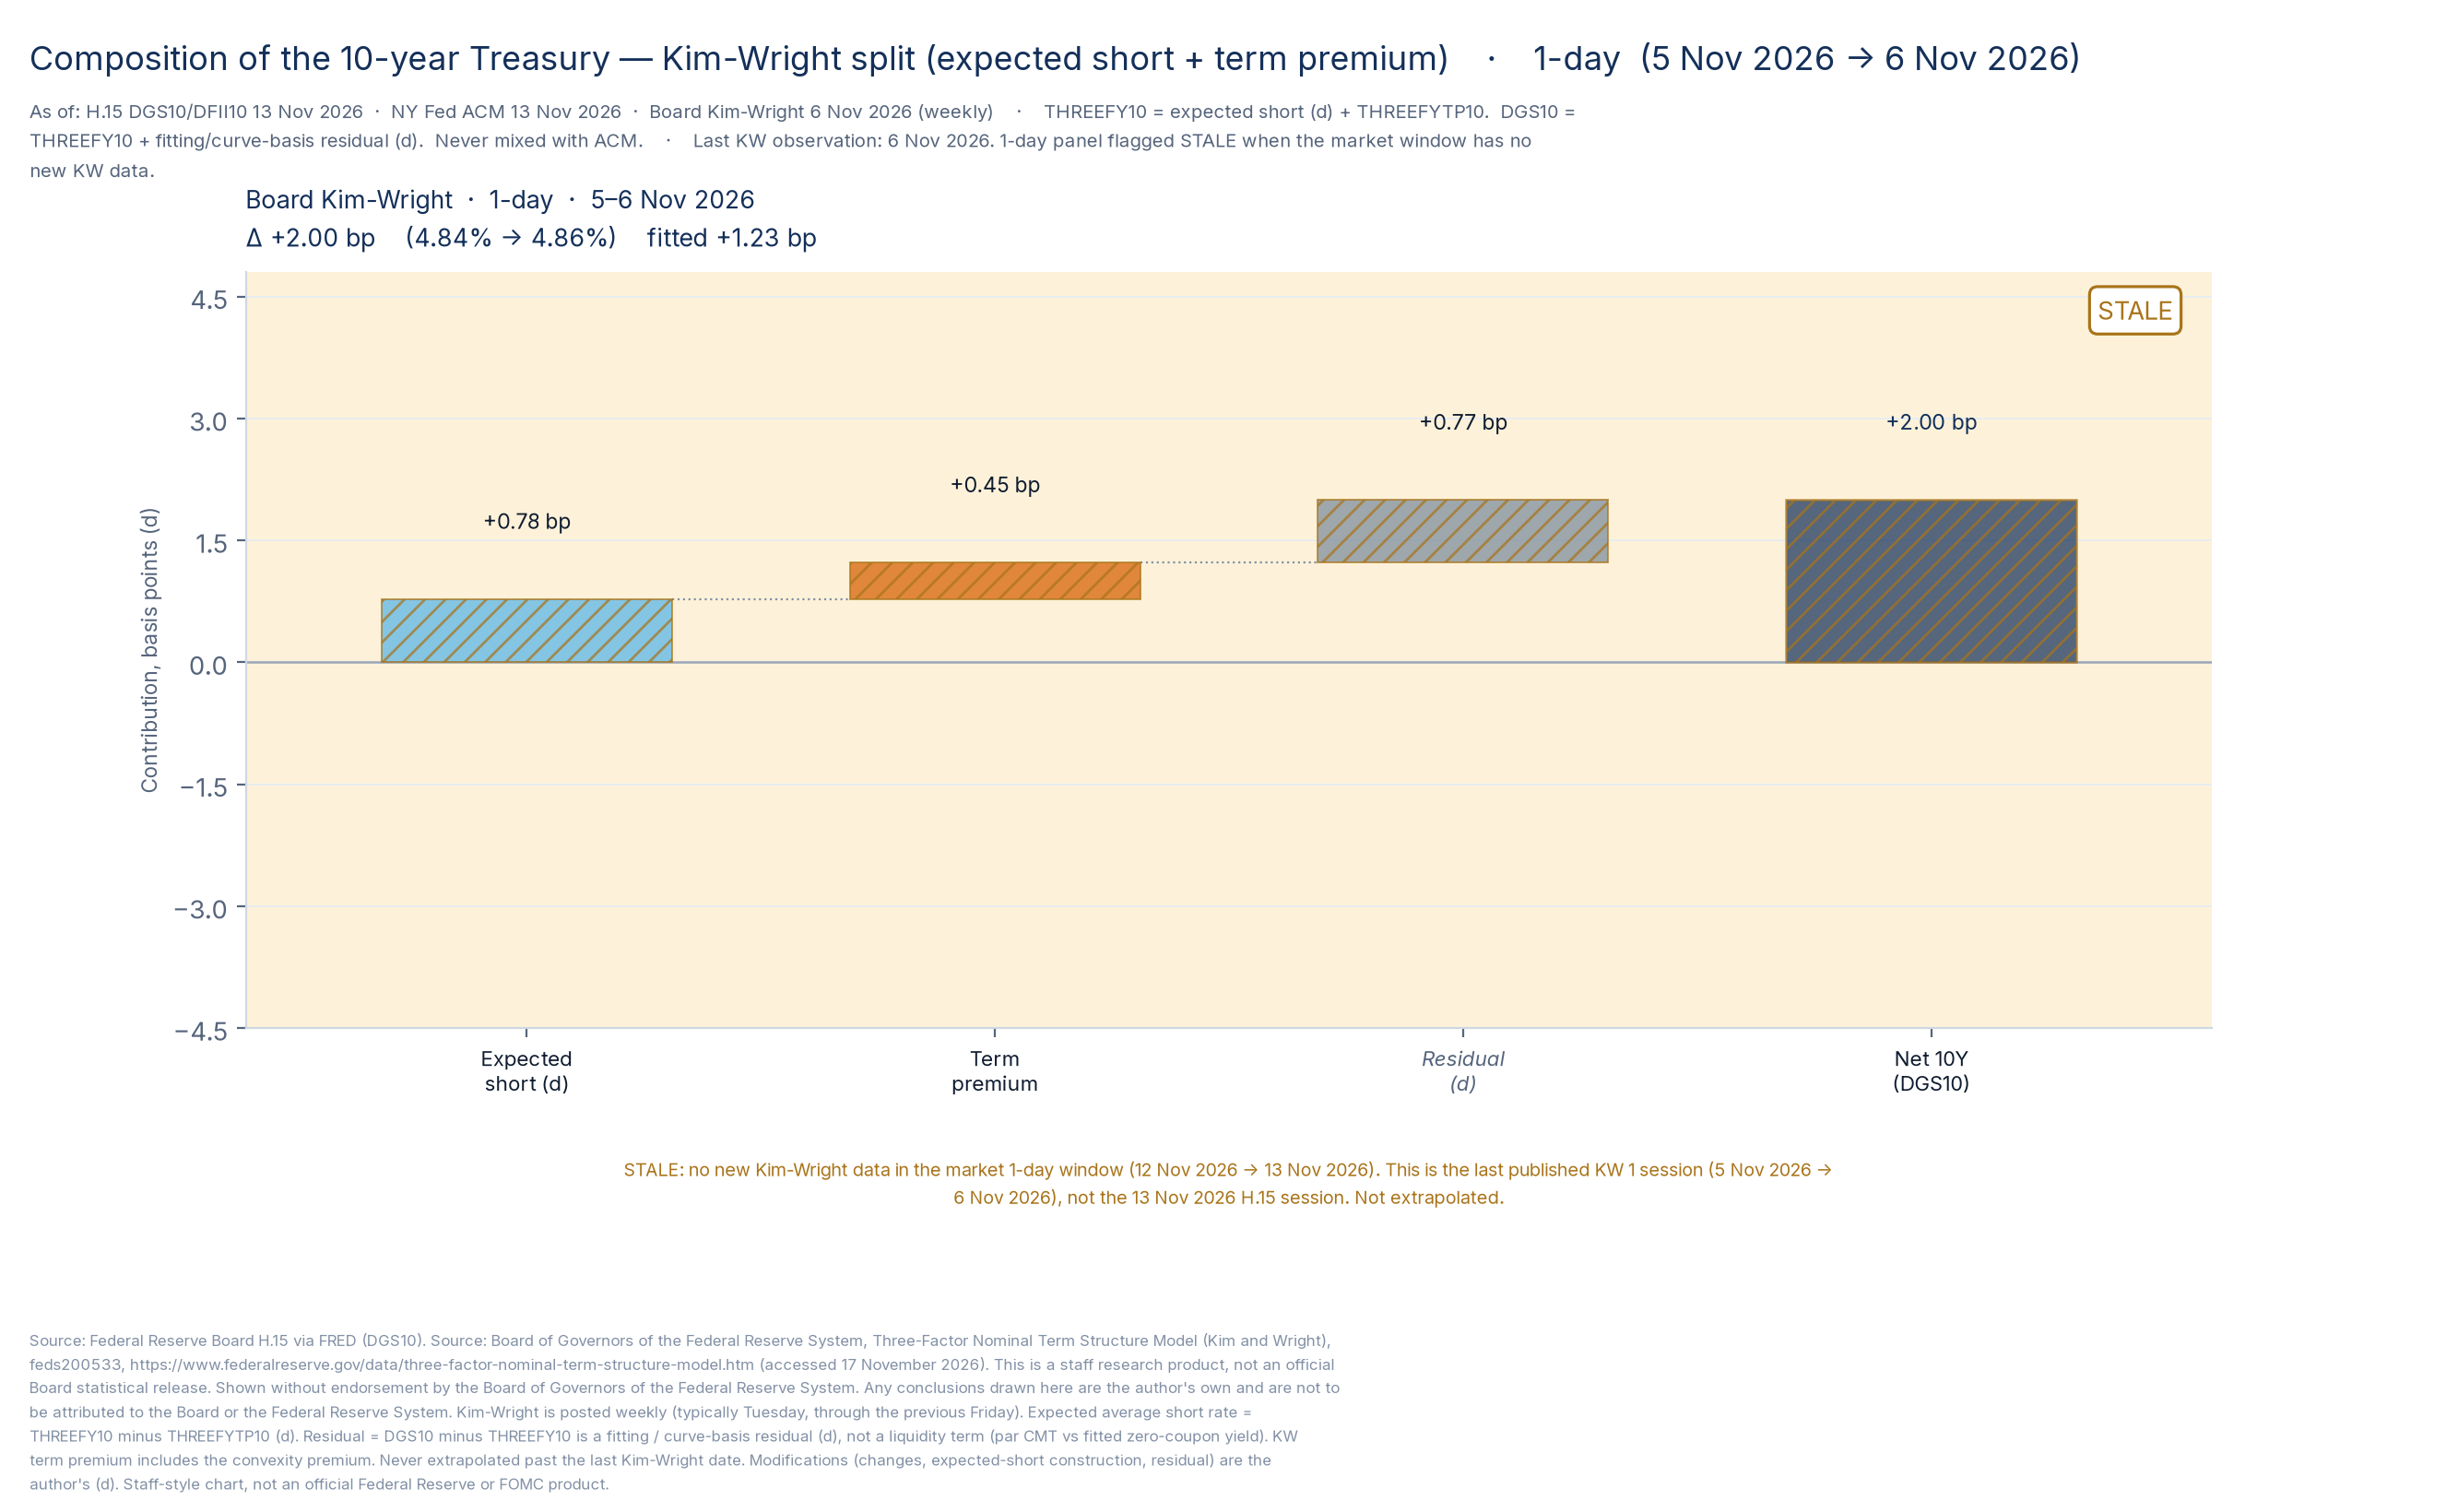 Composition of the 10-year Treasury — Kim-Wright split (expected short + term premium) · 1-day (5 Nov 2026 → 6 Nov 2026)
As of: H.15 DGS10/DFII10 13 Nov 2026 · NY Fed ACM 13 Nov 2026 · Board Kim-Wright 6 Nov 2026 (weekly) · THREEFY10 = expected short (d) + THREEFYTP10. DGS10 =
THREEFY10 + fitting/curve-basis residual (d). Never mixed with ACM. · Last KW observation: 6 Nov 2026. 1-day panel flagged STALE when the market window has no
new KW data.
Board Kim-Wright · 1-day · 5–6 Nov 2026
Δ +2.00 bp (4.84% → 4.86%) fitted +1.23 bp
STALE
4.5
3.0
1.5
0.0
−1.5
−3.0
−4.5
Contribution, basis points (d)
+0.78 bp
+0.45 bp
+0.77 bp
+2.00 bp
Expected
short (d)
Term
premium
Residual
(d)
Net 10Y
(DGS10)
STALE: no new Kim-Wright data in the market 1-day window (12 Nov 2026 → 13 Nov 2026). This is the last published KW 1 session (5 Nov 2026 →
6 Nov 2026), not the 13 Nov 2026 H.15 session. Not extrapolated.
Source: Federal Reserve Board H.15 via FRED (DGS10). Source: Board of Governors of the Federal Reserve System, Three-Factor Nominal Term Structure Model (Kim and Wright),
feds200533, https://www.federalreserve.gov/data/three-factor-nominal-term-structure-model.htm (accessed 17 November 2026). This is a staff research product, not an official
Board statistical release. Shown without endorsement by the Board of Governors of the Federal Reserve System. Any conclusions drawn here are the author's own and are not to
be attributed to the Board or the Federal Reserve System. Kim-Wright is posted weekly (typically Tuesday, through the previous Friday). Expected average short rate =
THREEFY10 minus THREEFYTP10 (d). Residual = DGS10 minus THREEFY10 is a fitting / curve-basis residual (d), not a liquidity term (par CMT vs fitted zero-coupon yield). KW
term premium includes the convexity premium. Never extrapolated past the last Kim-Wright date. Modifications (changes, expected-short construction, residual) are the
author's (d). Staff-style chart, not an official Federal Reserve or FOMC product.